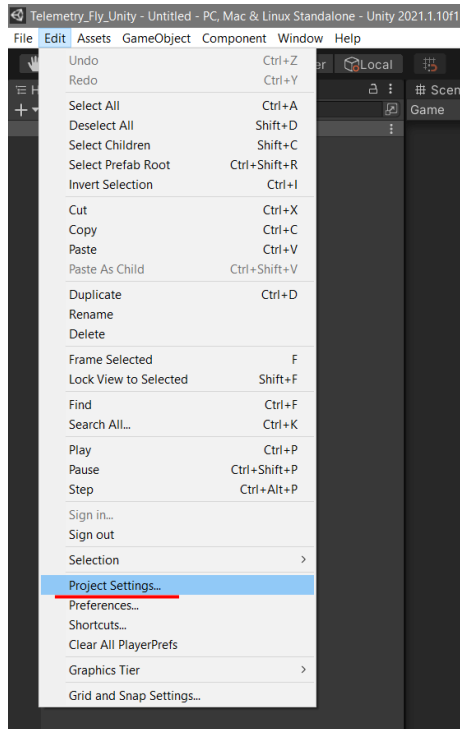 Telemetry_Fly_Unity - Untitled - PC, Mac & Linux Standalone - Unity 2021.1.10f1
File Edit Assets GameObject Component Window Help
Local
# Scen
Game
Undo Ctrl+Z
Redo Ctrl+Y
Select All Ctrl+A
Deselect All Shift+D
Select Children Shift+C
Select Prefab Root Ctrl+Shift+R
Invert Selection Ctrl+I
Cut Ctrl+X
Copy Ctrl+C
Paste Ctrl+V
Paste As Child Ctrl+Shift+V
Duplicate Ctrl+D
Rename
Delete
Frame Selected F
Lock View to Selected Shift+F
Find Ctrl+F
Search All... Ctrl+K
Play Ctrl+P
Pause Ctrl+Shift+P
Step Ctrl+Alt+P
Sign in...
Sign out
Selection >
Project Settings...
Preferences...
Shortcuts...
Clear All PlayerPrefs
Graphics Tier >
Grid and Snap Settings...